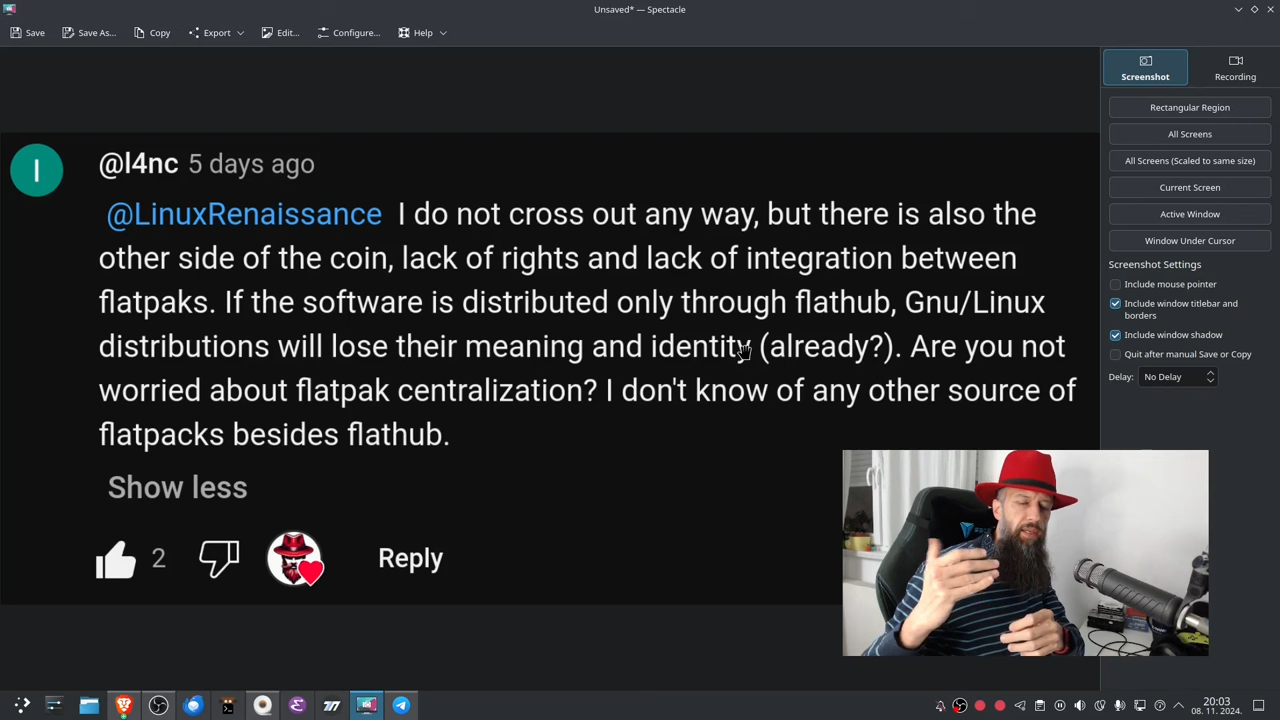 Unsaved* — Spectacle
Save
Save As...
Copy
Export
Edit...
Configure...
Help
Screenshot
Recording
Rectangular Region
All Screens
All Screens (Scaled to same size)
Current Screen
Active Window
Window Under Cursor
Screenshot Settings
Include mouse pointer
Include window titlebar and
borders
Include window shadow
Quit after manual Save or Copy
Delay: No Delay
I
@l4nc 5 days ago
@LinuxRenaissance I do not cross out any way, but there is also the
other side of the coin, lack of rights and lack of integration between
flatpaks. If the software is distributed only through flathub, Gnu/Linux
distributions will lose their meaning and identity (already?). Are you not
worried about flatpak centralization? I don't know of any other source of
flatpacks besides flathub.
Show less
2
Reply
20:03
08. 11. 2024.